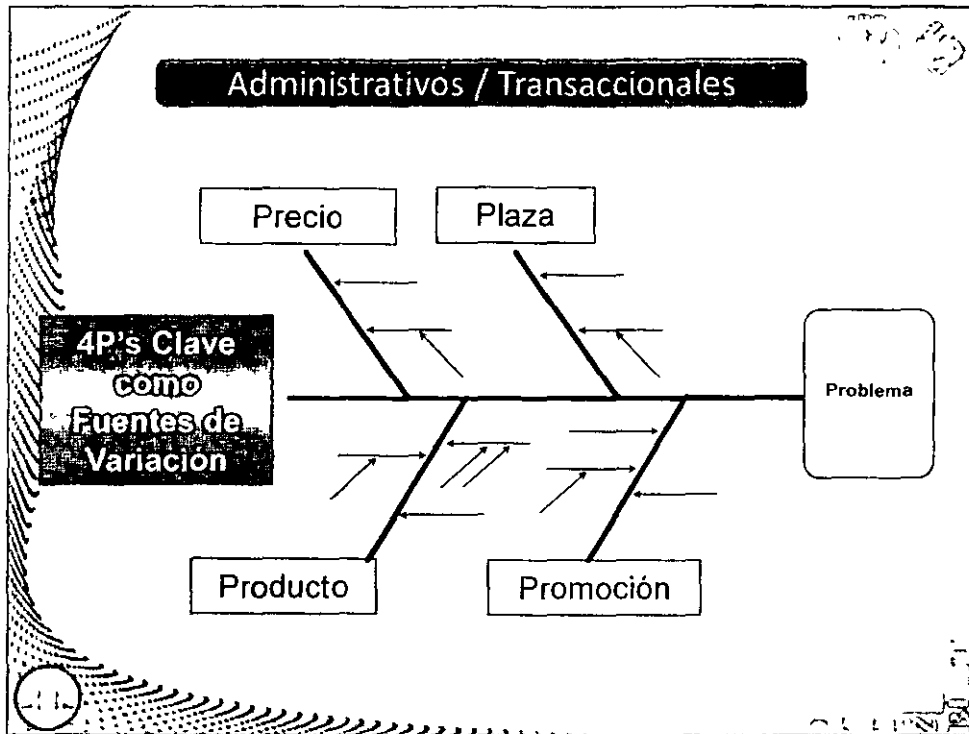 Administrativos / Transaccionales
Precio
Plaza
4P's Clave
como
Fuentes de
Variación
Problema
Producto
Promoción